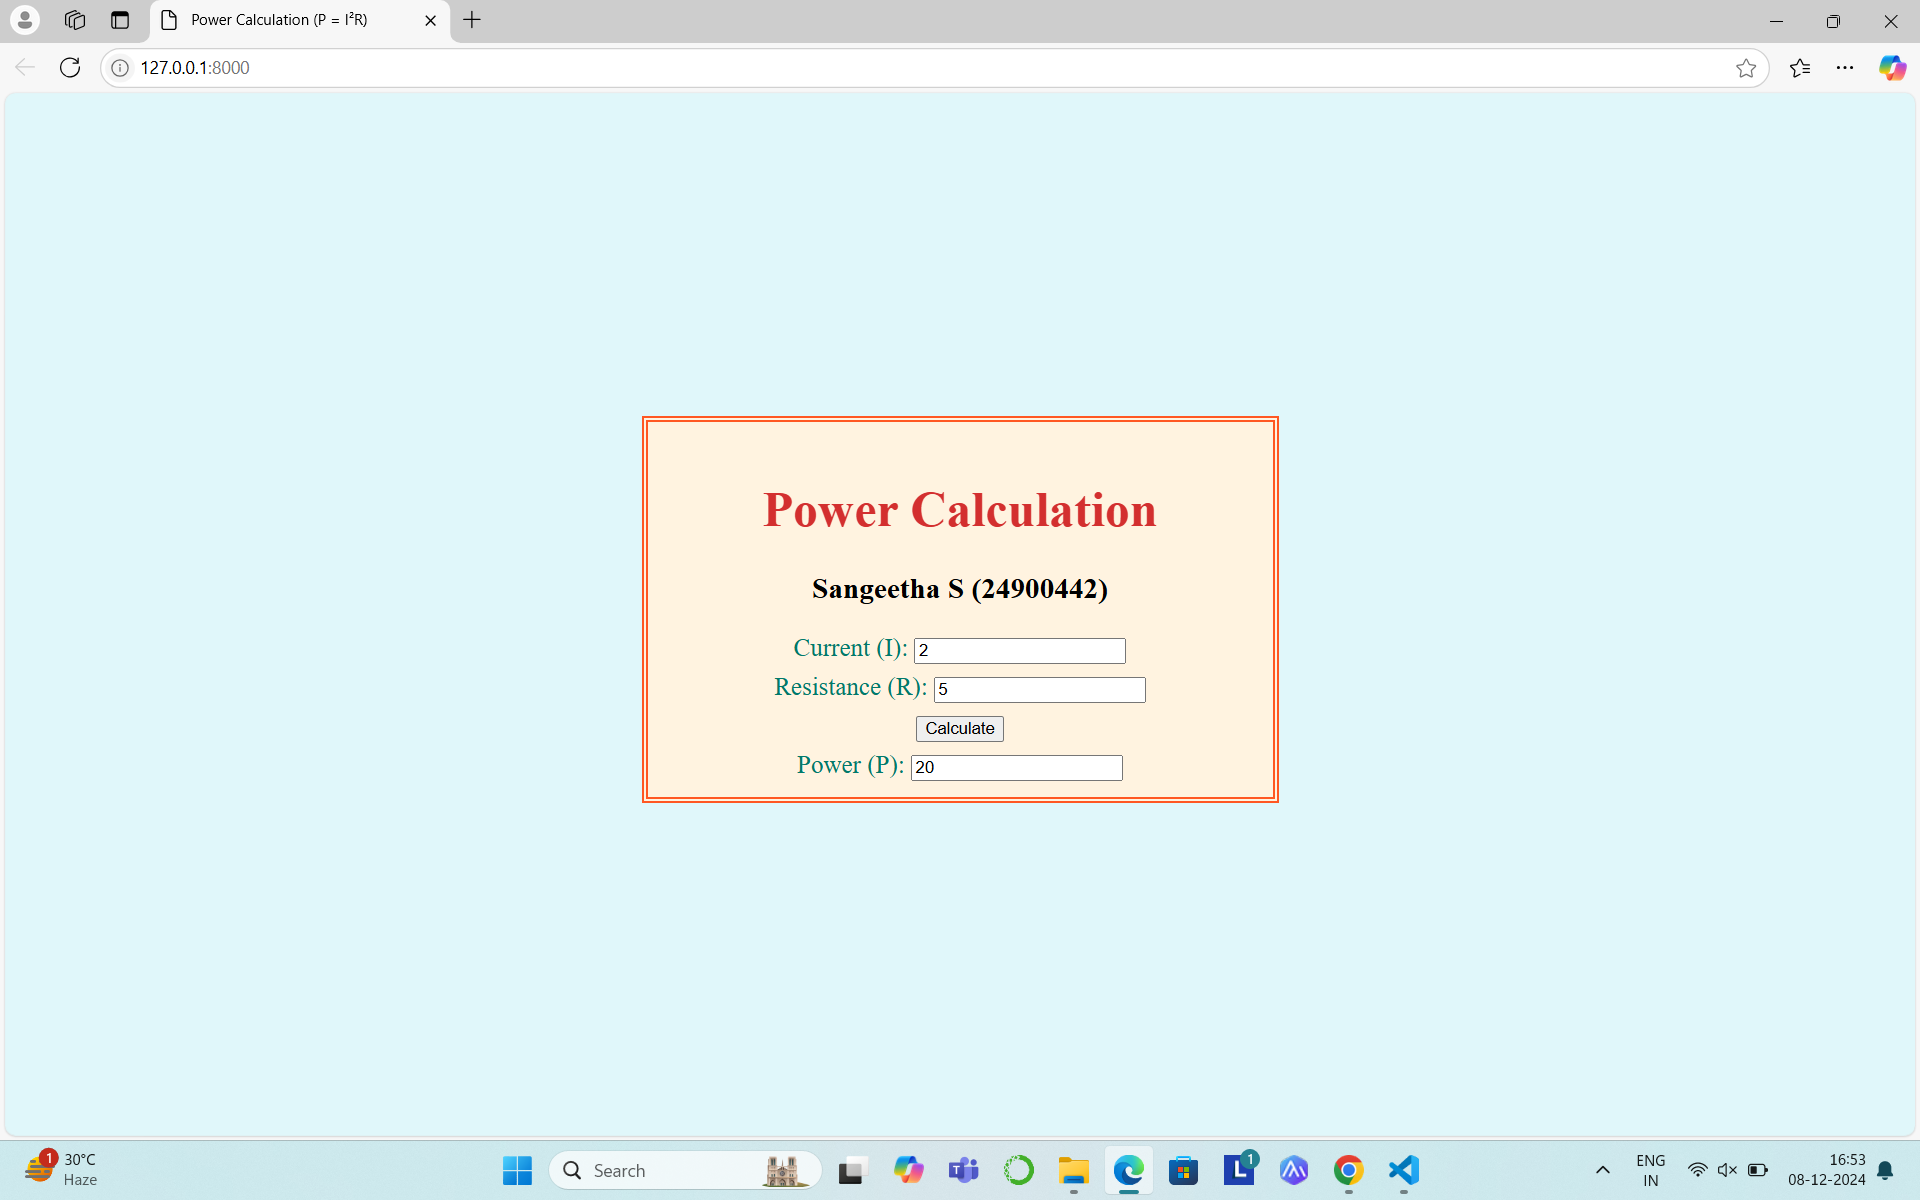 Power Calculation (P = I²R)
127.0.0.1:8000
Power Calculation
Sangeetha S (24900442)
Current (I): 2
Resistance (R): 5
Calculate
Power (P): 20
1
30°C
Haze
Search
T
L
1
ENG
IN
16:53
08-12-2024